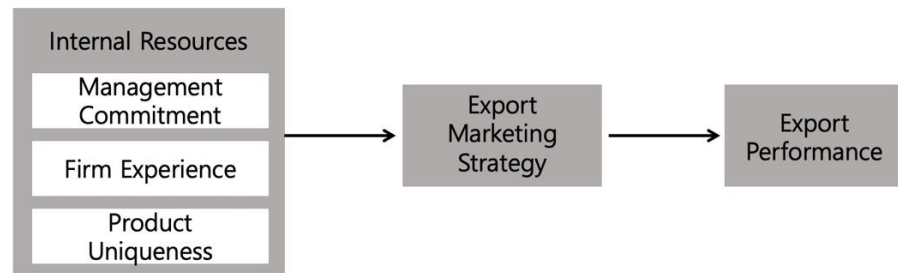 Internal Resources
Management
Commitment
Firm Experience
Product
Uniqueness
Export
Marketing
Strategy
Export
Performance